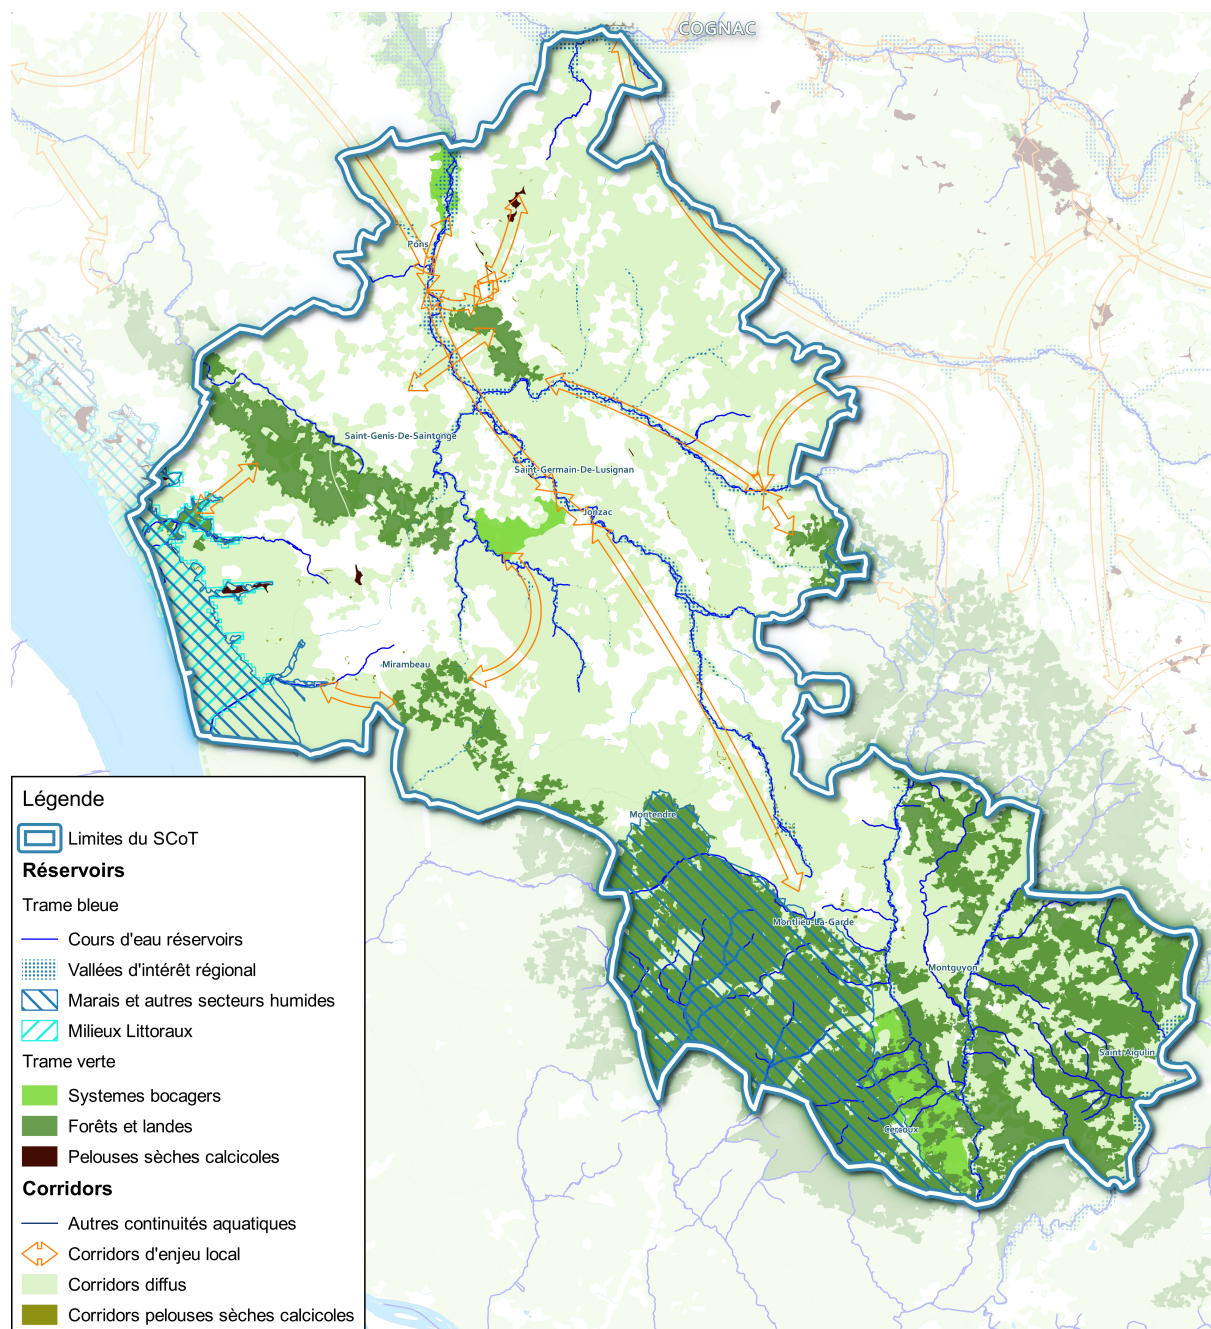 COGNAC
Pons
Saint-Genis-De-Saintonge
Saint-Germain-De-Lusignan
Jonzac
Mirambeau
Montendre
Montlieu-La-Garde
Montguyon
Saint-Aigulin
Cercoux
Légende
Limites du SCoT
Réservoirs
Trame bleue
Cours d'eau réservoirs
Vallées d'intérêt régional
Marais et autres secteurs humides
Milieux Littoraux
Trame verte
Systemes bocagers
Forêts et landes
Pelouses sèches calcicoles
Corridors
Autres continuités aquatiques
Corridors d'enjeu local
Corridors diffus
Corridors pelouses sèches calcicoles